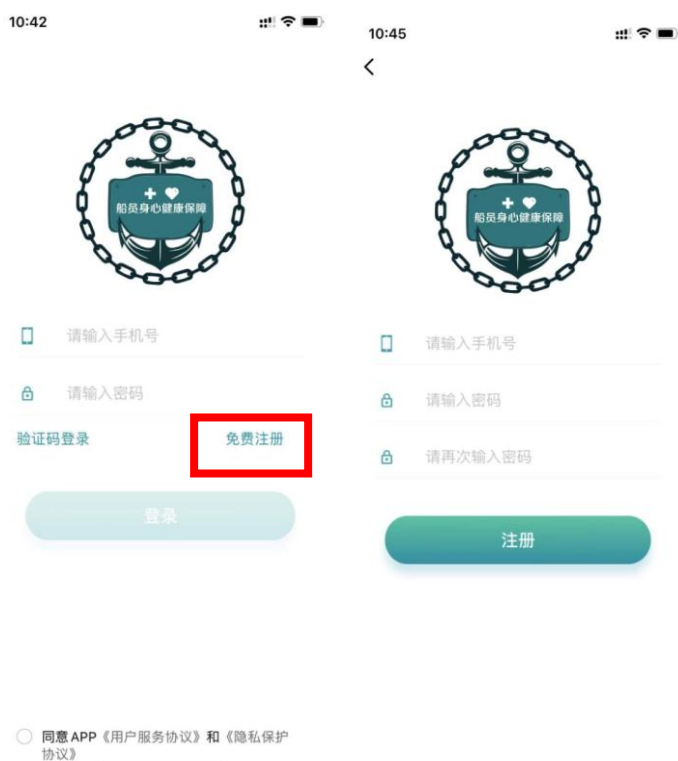 10:42
船员身心健康保障
请输入手机号
请输入密码
验证码登录
免费注册
登录
同意 APP《用户服务协议》和《隐私保护
协议》
10:45
船员身心健康保障
请输入手机号
请输入密码
请再次输入密码
注册